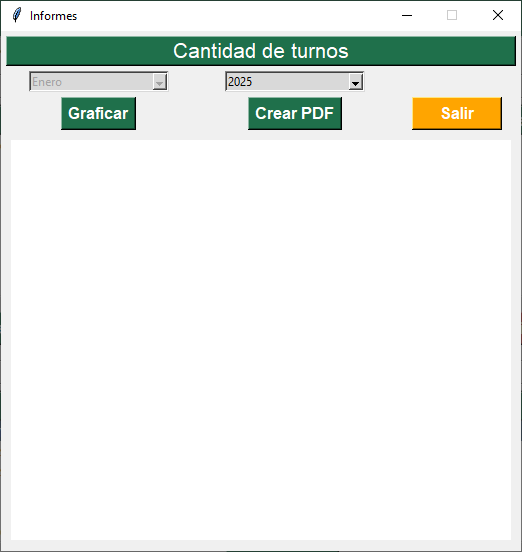 Informes
Cantidad de turnos
Enero 2025
Graficar Crear PDF Salir